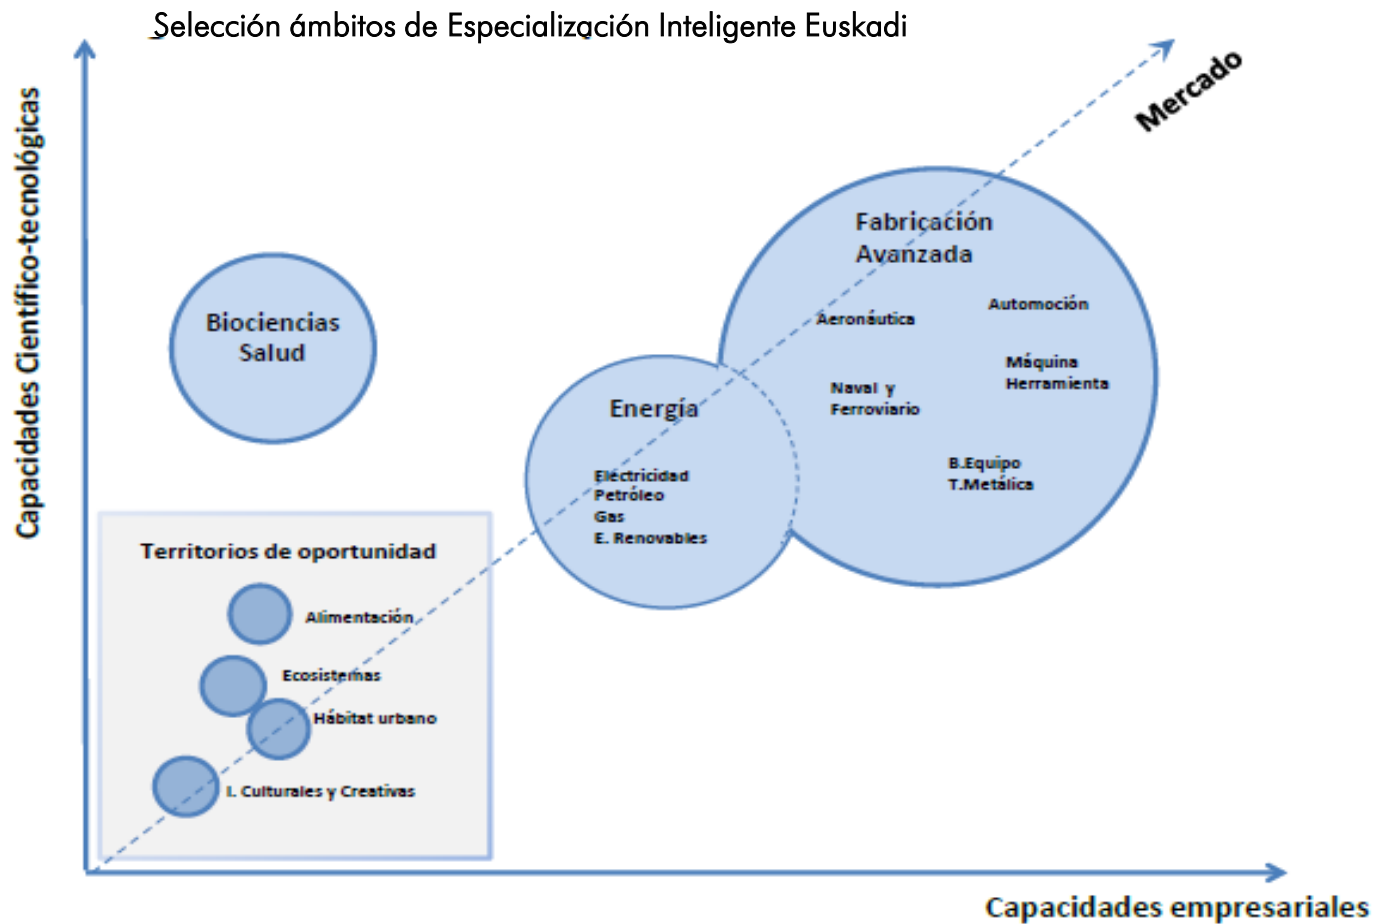 Selección ámbitos de Especialización Inteligente Euskadi
Mercado
Capacidades Científico-tecnológicas
Fabricación
Avanzada
Aeronáutica
Automoción
Máquina
Herramienta
Naval y
Ferroviario
B.Equipo
T.Metálica
Biociencias
Salud
Energía
Eléctricidad
Petróleo
Gas
E. Renovables
Territorios de oportunidad
Alimentación
Ecosistemas
Hábitat urbano
I. Culturales y Creativas
Capacidades empresariales